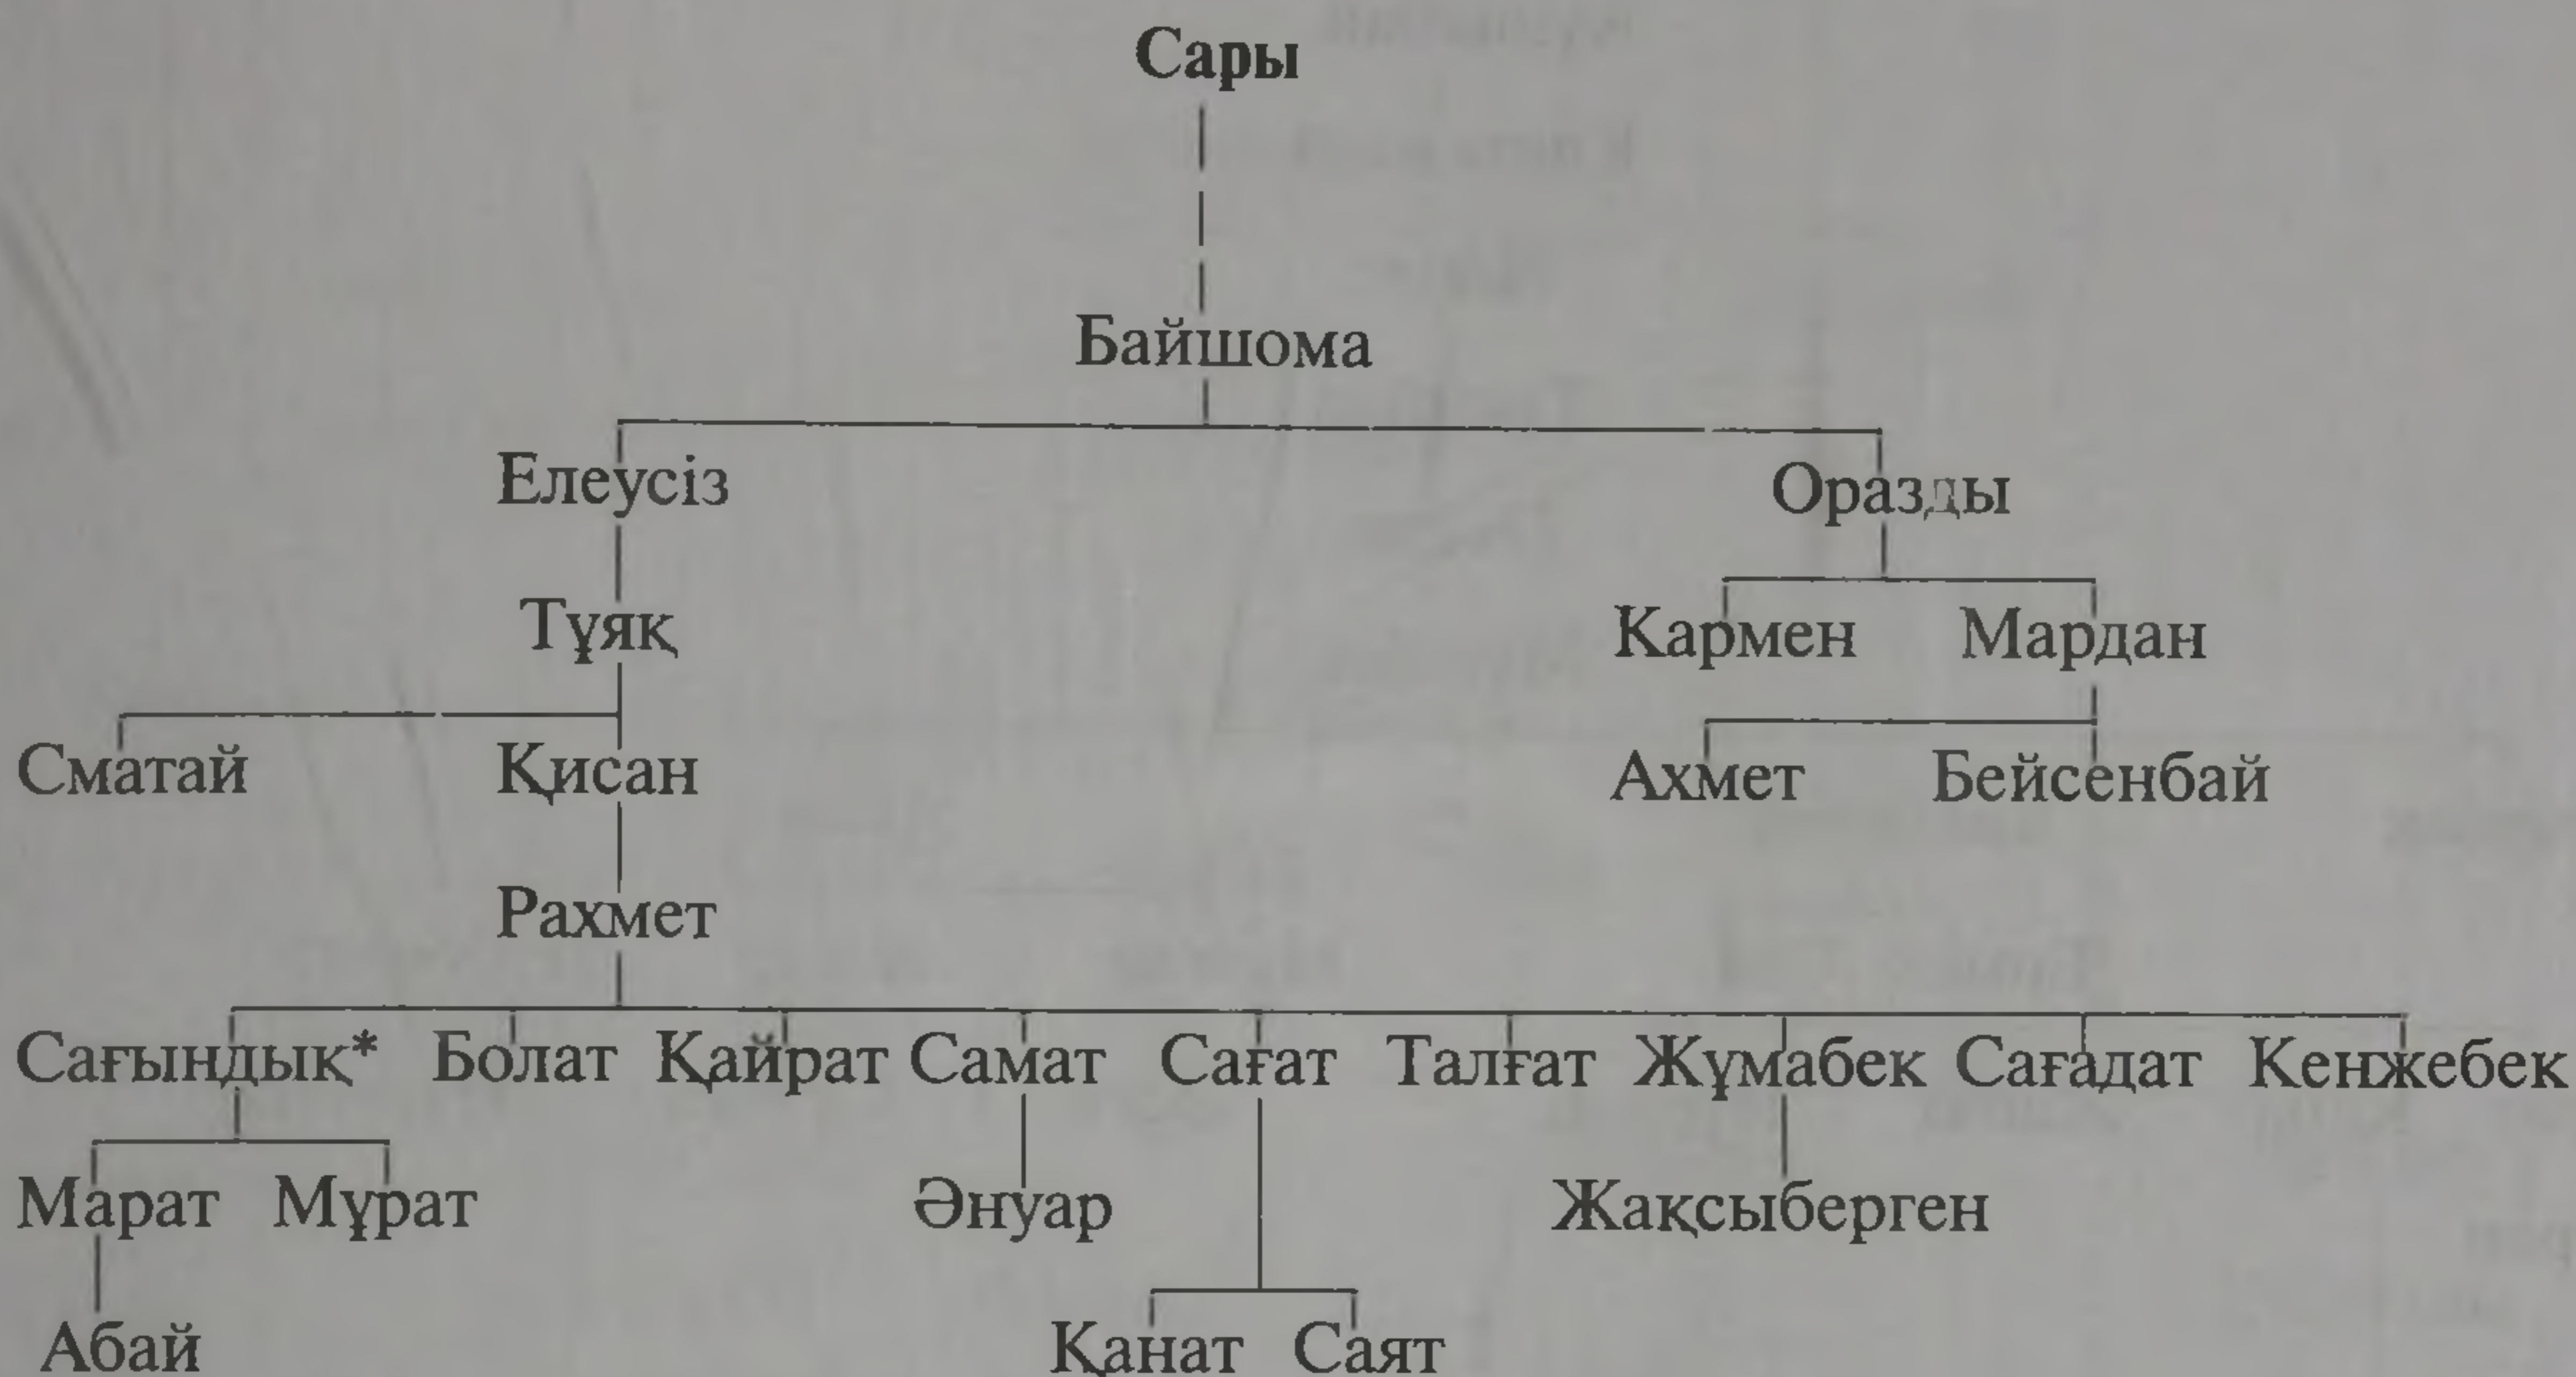 Сары
Байшома
Елеусіз Оразды
Тұяқ Кармен Мардан
Сматай Қисан Ахмет Бейсенбай
Рахмет
Сағындық* Болат Қайрат Самат Сағат Талғат Жұмабек Сағадат Кенжебек
Марат Мұрат Әнуар Жақсыберген
Абай Қанат Саят